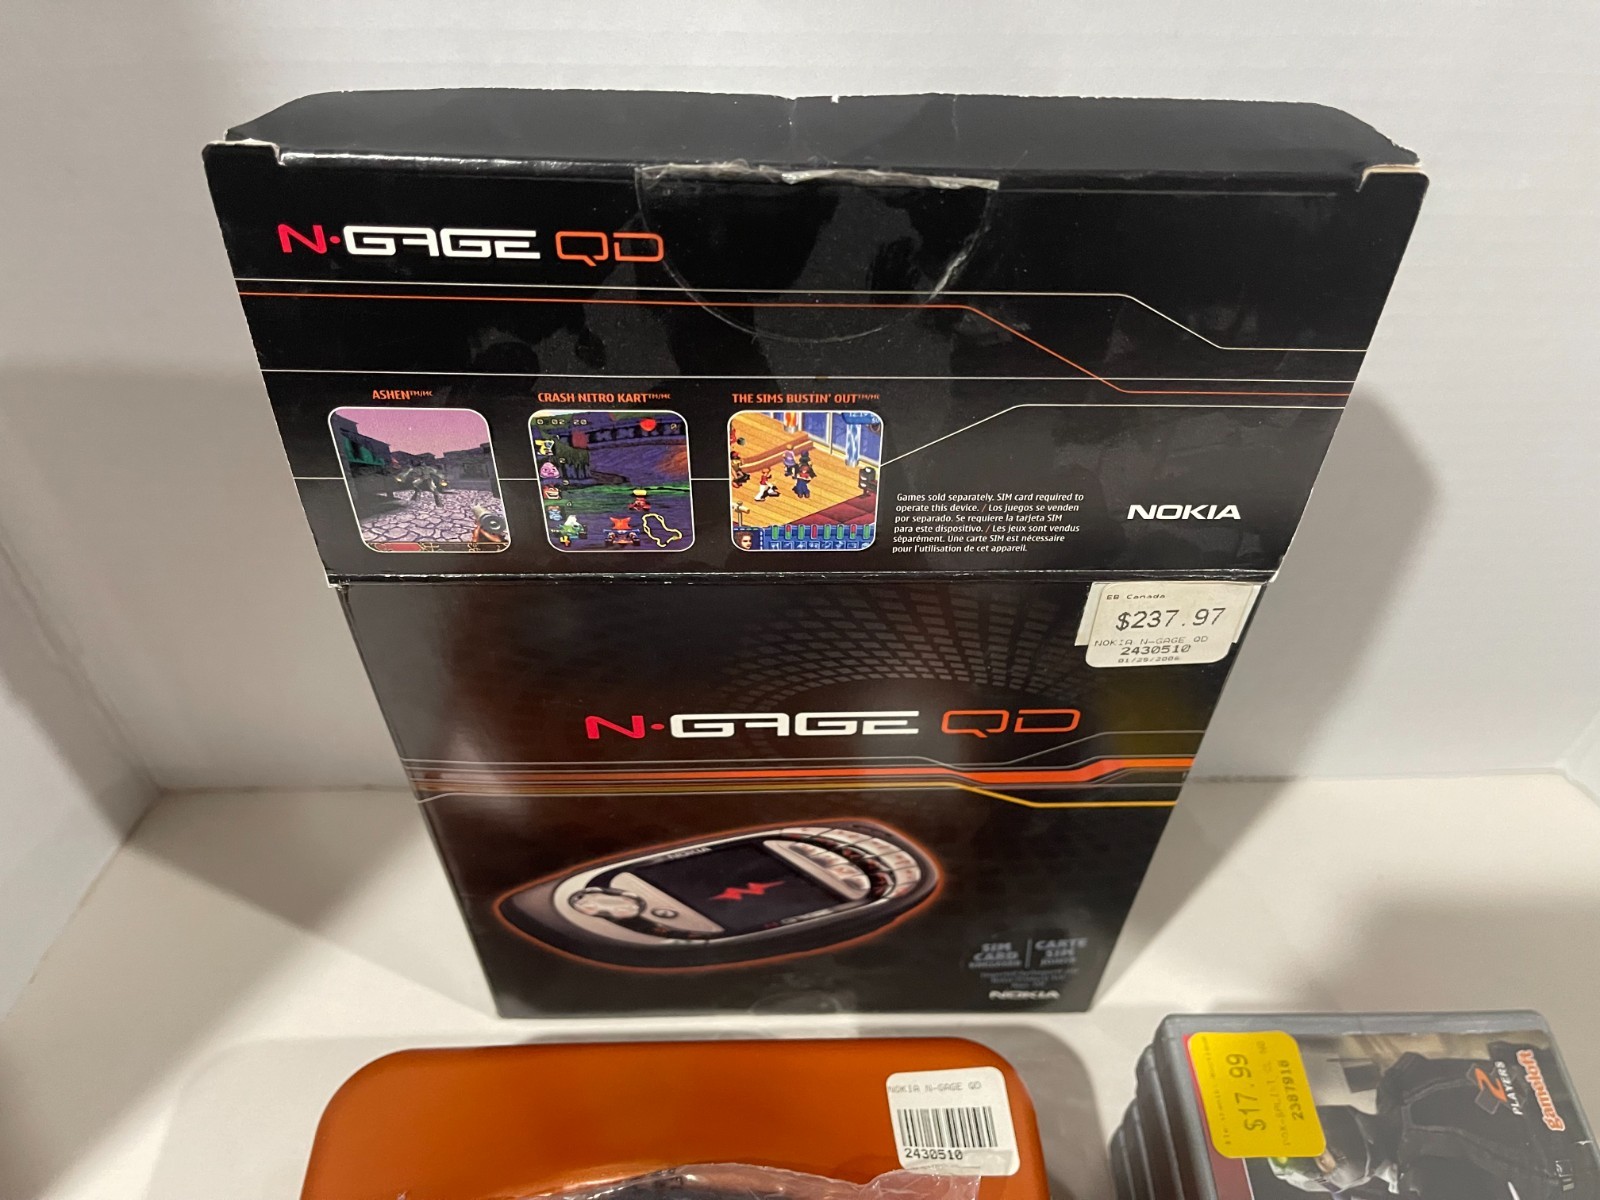 N·GAGE QD
ASHEN™/MC
CRASH NITRO KART™/MC
THE SIMS BUSTIN' OUT™/MC
Games sold separately. SIM card required to
operate this device. / Los juegos se venden
por separado. Se requiere la tarjeta SIM
para este dispositivo. / Les jeux sont vendus
séparément. Une carte SIM est nécessaire
pour l'utilisation de cet appareil.
NOKIA
EB Canada
$237.97
NOKIA N-GAGE QD
2430510
01/25/2006
N·GAGE QD
NOKIA
SIM
CARD
CARTE
SIM
NOKIA
NOKIA N-GAGE QD
2430510
$17.99
2387918
2 PLAYERS
gameloft